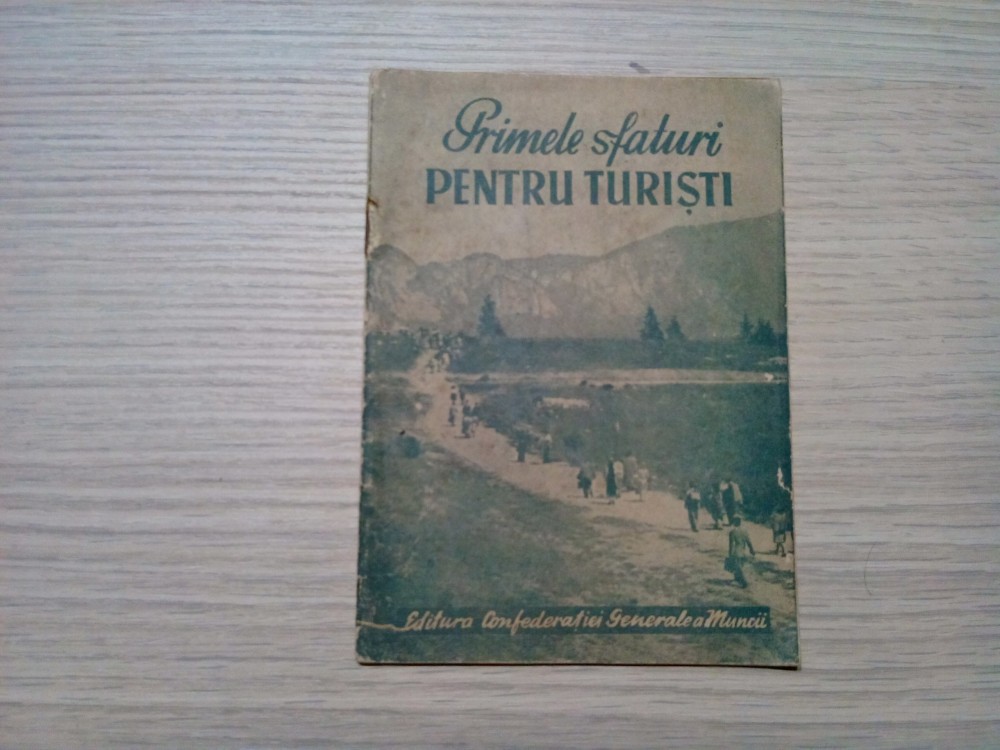 Primele sfaturi
PENTRU TURIȘTI
Editura Confederației Generale a Muncii